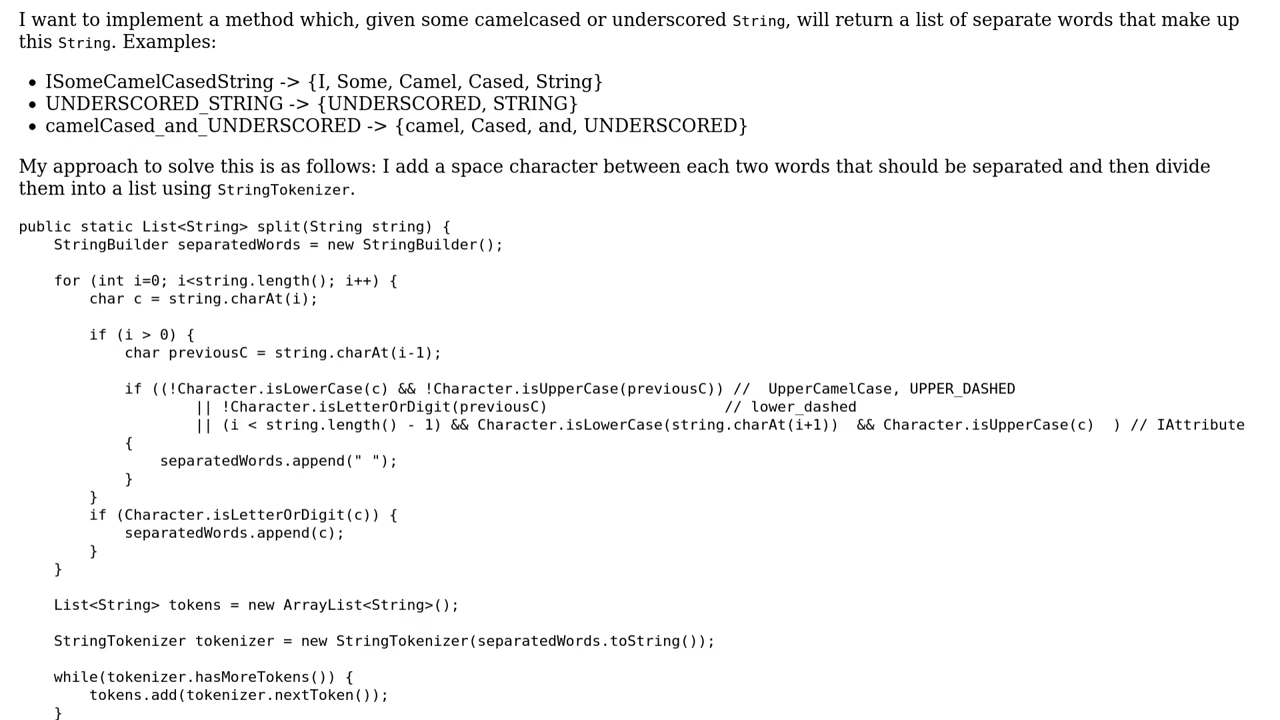 I want to implement a method which, given some camelcased or underscored String, will return a list of separate words that make up
this String. Examples:
• ISomeCamelCasedString -> {I, Some, Camel, Cased, String}
• UNDERSCORED_STRING -> {UNDERSCORED, STRING}
• camelCased_and_UNDERSCORED -> {camel, Cased, and, UNDERSCORED}
My approach to solve this is as follows: I add a space character between each two words that should be separated and then divide
them into a list using StringTokenizer.
public static List<String> split(String string) {
    StringBuilder separatedWords = new StringBuilder();
    for (int i=0; i<string.length(); i++) {
        char c = string.charAt(i);
        if (i > 0) {
            char previousC = string.charAt(i-1);
            if ((!Character.isLowerCase(c) && !Character.isUpperCase(previousC)) //  UpperCamelCase, UPPER_DASHED
                    || !Character.isLetterOrDigit(previousC)                    // lower_dashed
                    || (i < string.length() - 1) && Character.isLowerCase(string.charAt(i+1))  && Character.isUpperCase(c)  ) // IAttribute
            {
                separatedWords.append(" ");
            }
        }
        if (Character.isLetterOrDigit(c)) {
            separatedWords.append(c);
        }
    }
    List<String> tokens = new ArrayList<String>();
    StringTokenizer tokenizer = new StringTokenizer(separatedWords.toString());
    while(tokenizer.hasMoreTokens()) {
        tokens.add(tokenizer.nextToken());
    }